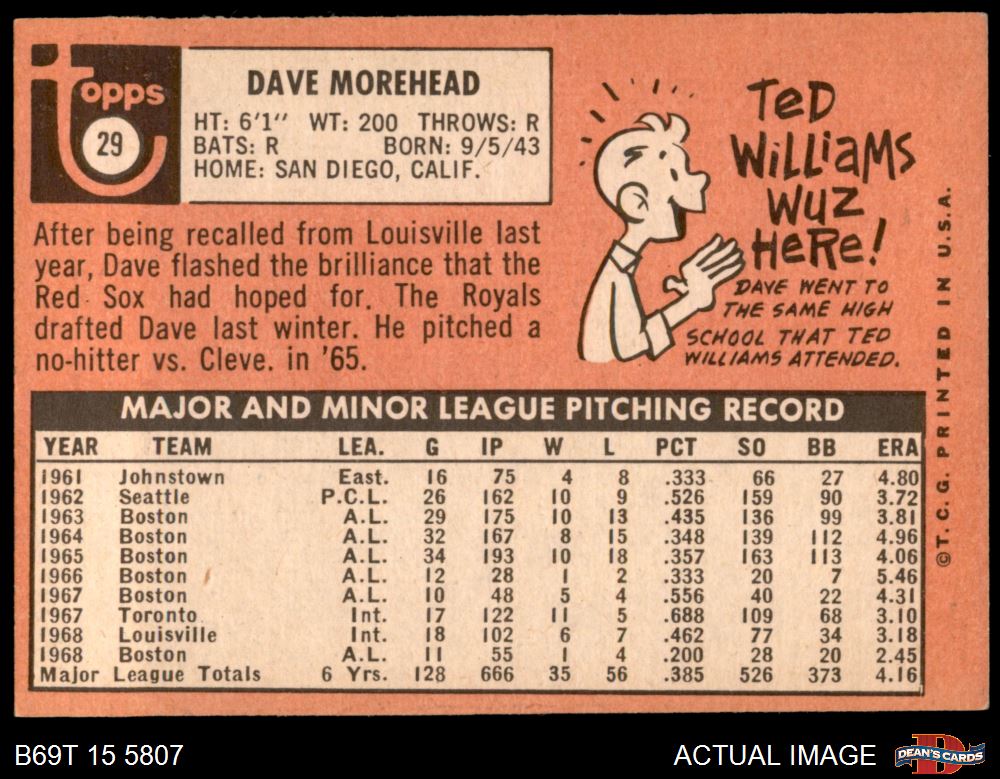 topps
29
DAVE MOREHEAD
HT: 6'1" WT: 200 THROWS: R
BATS: R BORN: 9/5/43
HOME: SAN DIEGO, CALIF.
After being recalled from Louisville last
year, Dave flashed the brilliance that the
Red Sox had hoped for. The Royals
drafted Dave last winter. He pitched a
no-hitter vs. Cleve. in '65.
TeD
WiLLiaMS
WuZ
HeRe!
DAVE WENT TO
THE SAME HIGH
SCHOOL THAT TED
WILLIAMS ATTENDED.
©T. C. G. PRINTED IN U.S.A.
MAJOR AND MINOR LEAGUE PITCHING RECORD
YEAR TEAM LEA. G IP W L PCT SO BB ERA
1961 Johnstown East. 16 75 4 8 .333 66 27 4.80
1962 Seattle P.C.L. 26 162 10 9 .526 159 90 3.72
1963 Boston A.L. 29 175 10 13 .435 136 99 3.81
1964 Boston A.L. 32 167 8 15 .348 139 112 4.96
1965 Boston A.L. 34 193 10 18 .357 163 113 4.06
1966 Boston A.L. 12 28 1 2 .333 20 7 5.46
1967 Boston A.L. 10 48 5 4 .556 40 22 4.31
1967 Toronto Int. 17 122 11 5 .688 109 68 3.10
1968 Louisville Int. 18 102 6 7 .462 77 34 3.18
1968 Boston A.L. 11 55 1 4 .200 28 20 2.45
Major League Totals 6 Yrs. 128 666 35 56 .385 526 373 4.16
B69T 15 5807
ACTUAL IMAGE
D
DEAN'S CARDS